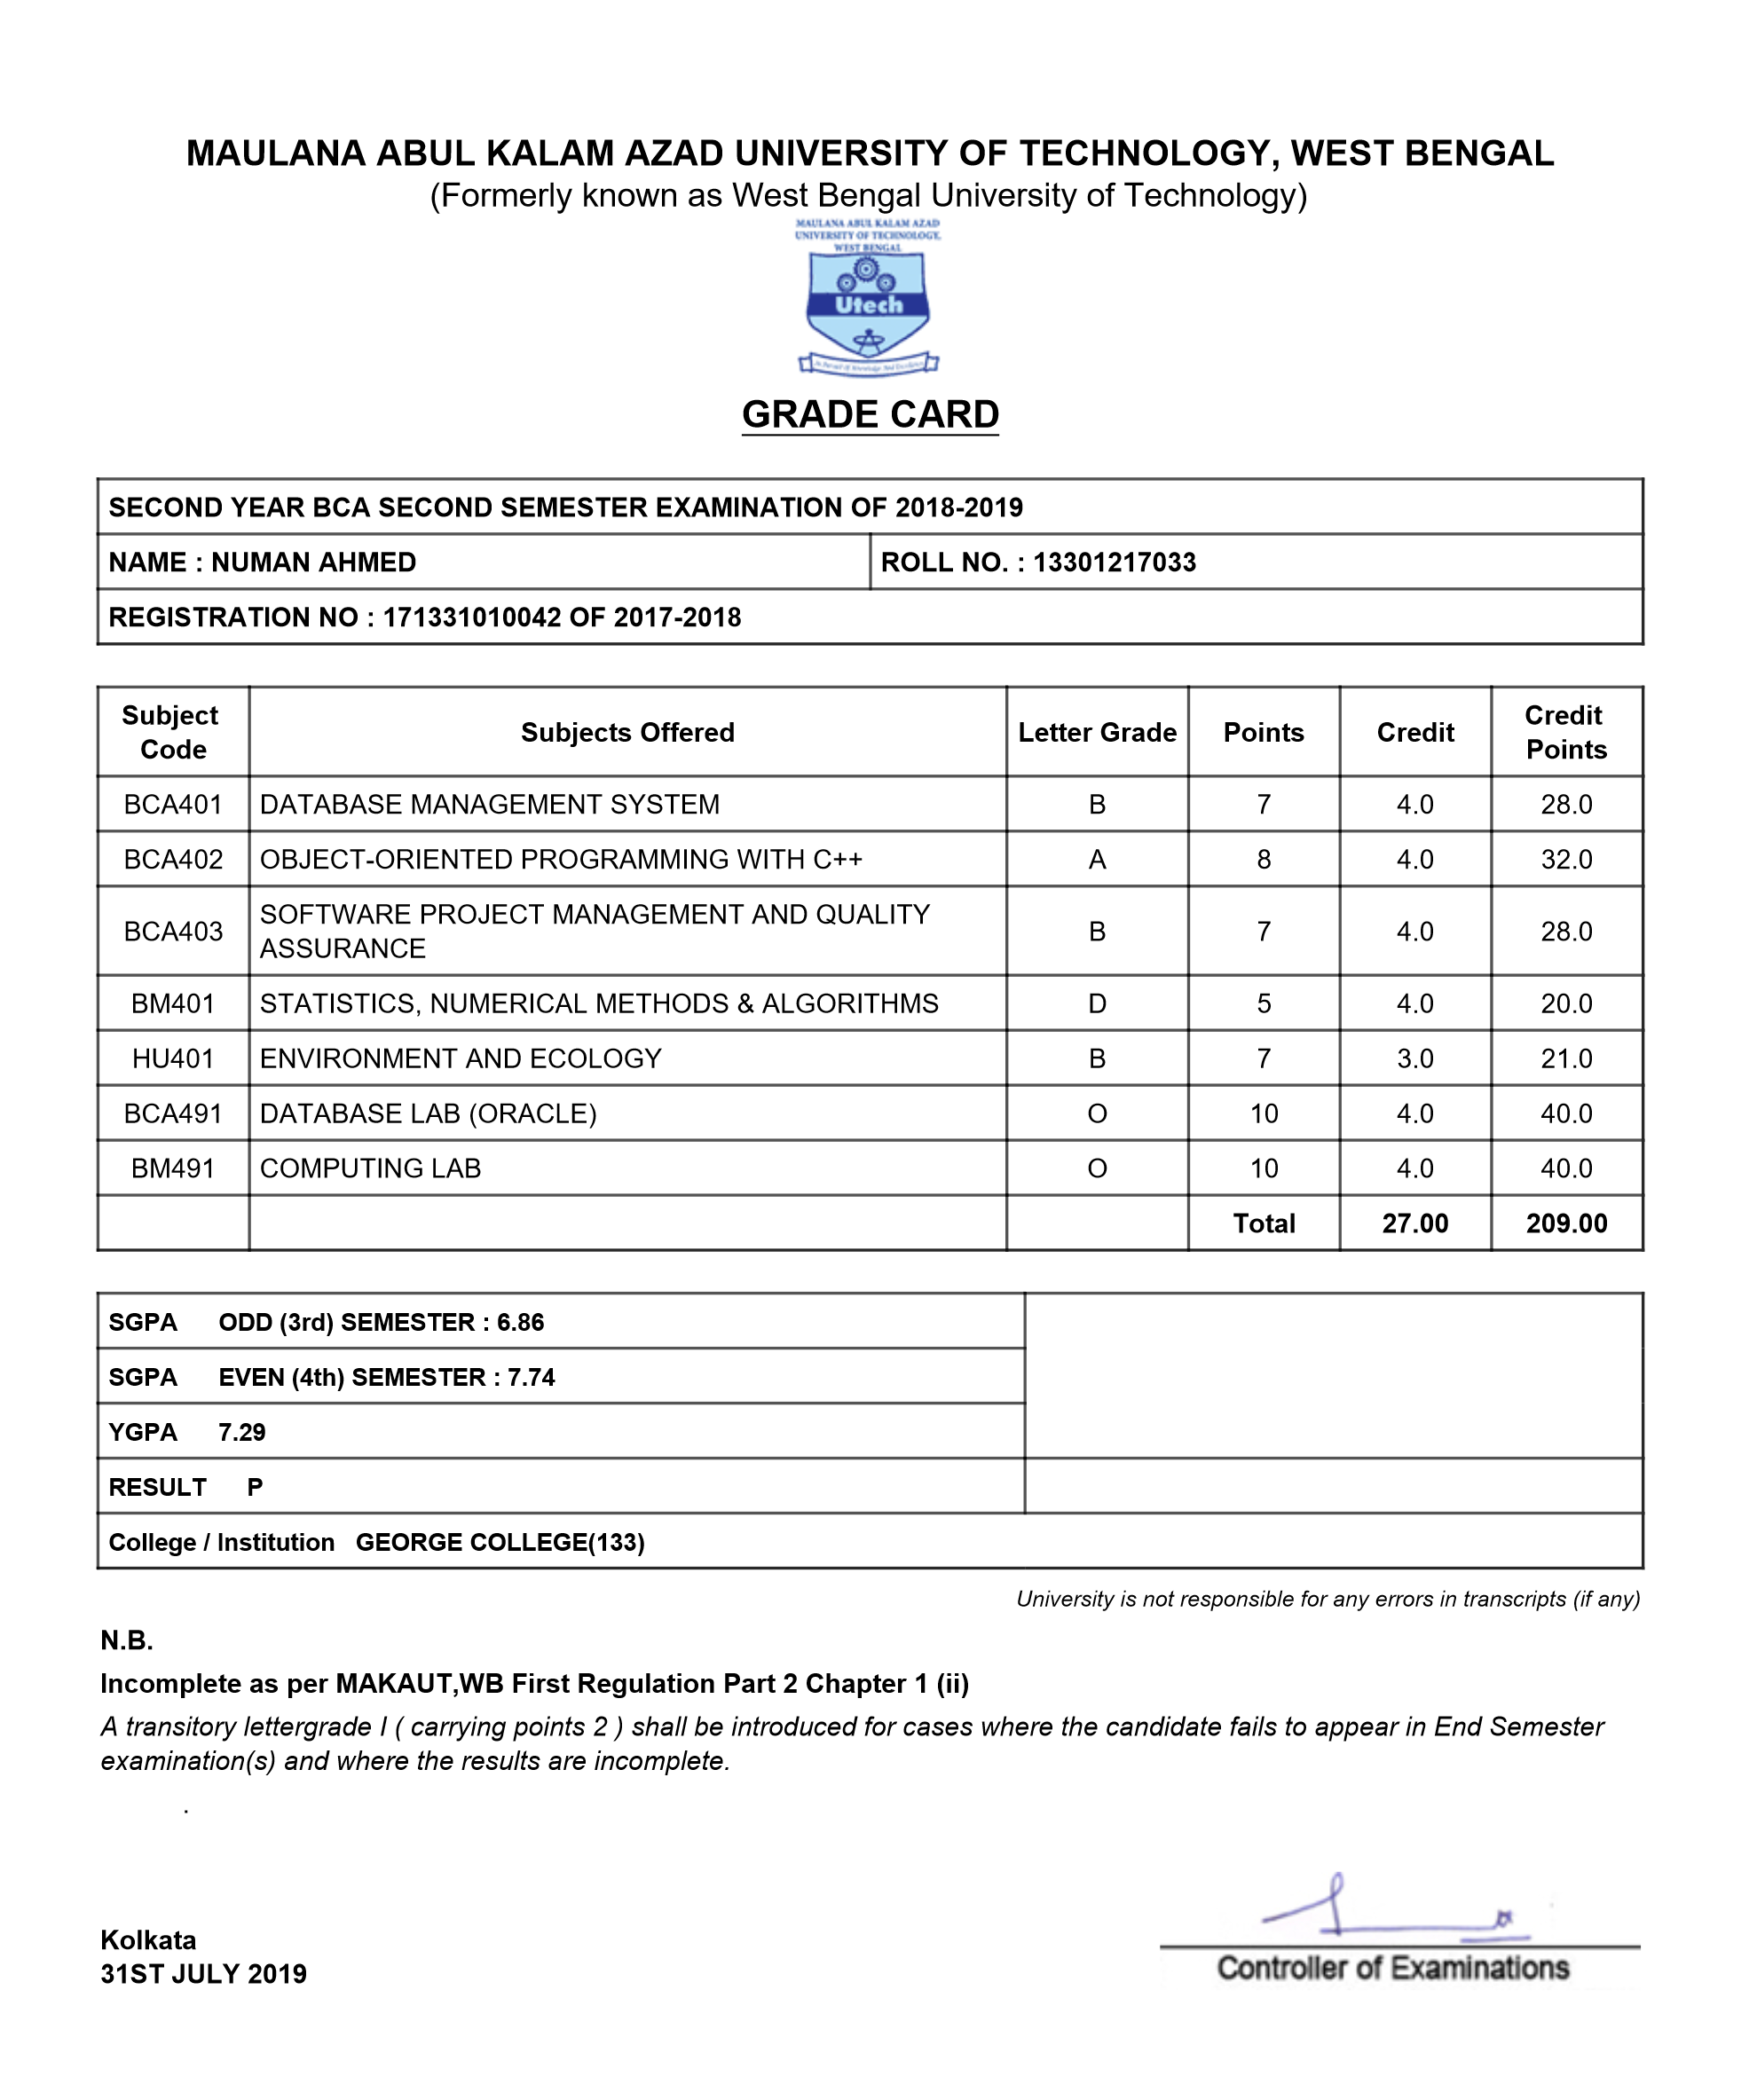 MAULANA ABUL KALAM AZAD UNIVERSITY OF TECHNOLOGY, WEST BENGAL
(Formerly known as West Bengal University of Technology)
MAULANA ABUL KALAM AZAD
UNIVERSITY OF TECHNOLOGY,
WEST BENGAL
Utech
In Pursuit of Knowledge And Excellence
GRADE CARD
SECOND YEAR BCA SECOND SEMESTER EXAMINATION OF 2018-2019
NAME : NUMAN AHMED ROLL NO. : 13301217033
REGISTRATION NO : 171331010042 OF 2017-2018
Subject Code Subjects Offered Letter Grade Points Credit Credit Points
BCA401 DATABASE MANAGEMENT SYSTEM B 7 4.0 28.0
BCA402 OBJECT-ORIENTED PROGRAMMING WITH C++ A 8 4.0 32.0
BCA403 SOFTWARE PROJECT MANAGEMENT AND QUALITY ASSURANCE B 7 4.0 28.0
BM401 STATISTICS, NUMERICAL METHODS & ALGORITHMS D 5 4.0 20.0
HU401 ENVIRONMENT AND ECOLOGY B 7 3.0 21.0
BCA491 DATABASE LAB (ORACLE) O 10 4.0 40.0
BM491 COMPUTING LAB O 10 4.0 40.0
Total 27.00 209.00
SGPA ODD (3rd) SEMESTER : 6.86
SGPA EVEN (4th) SEMESTER : 7.74
YGPA 7.29
RESULT P
College / Institution GEORGE COLLEGE(133)
University is not responsible for any errors in transcripts (if any)
N.B.
Incomplete as per MAKAUT,WB First Regulation Part 2 Chapter 1 (ii)
A transitory lettergrade I ( carrying points 2 ) shall be introduced for cases where the candidate fails to appear in End Semester
examination(s) and where the results are incomplete.
.
Kolkata
31ST JULY 2019
Controller of Examinations